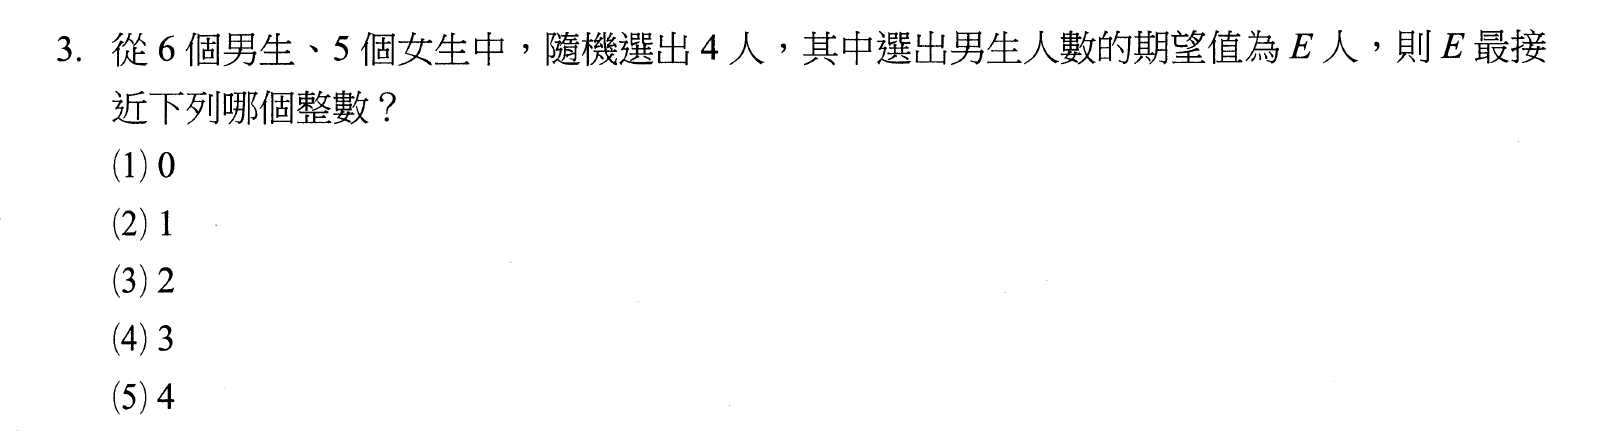 3. 從 6 個男生、5 個女生中，隨機選出 4 人，其中選出男生人數的期望值為 E 人，則 E 最接
近下列哪個整數？
(1) 0
(2) 1
(3) 2
(4) 3
(5) 4